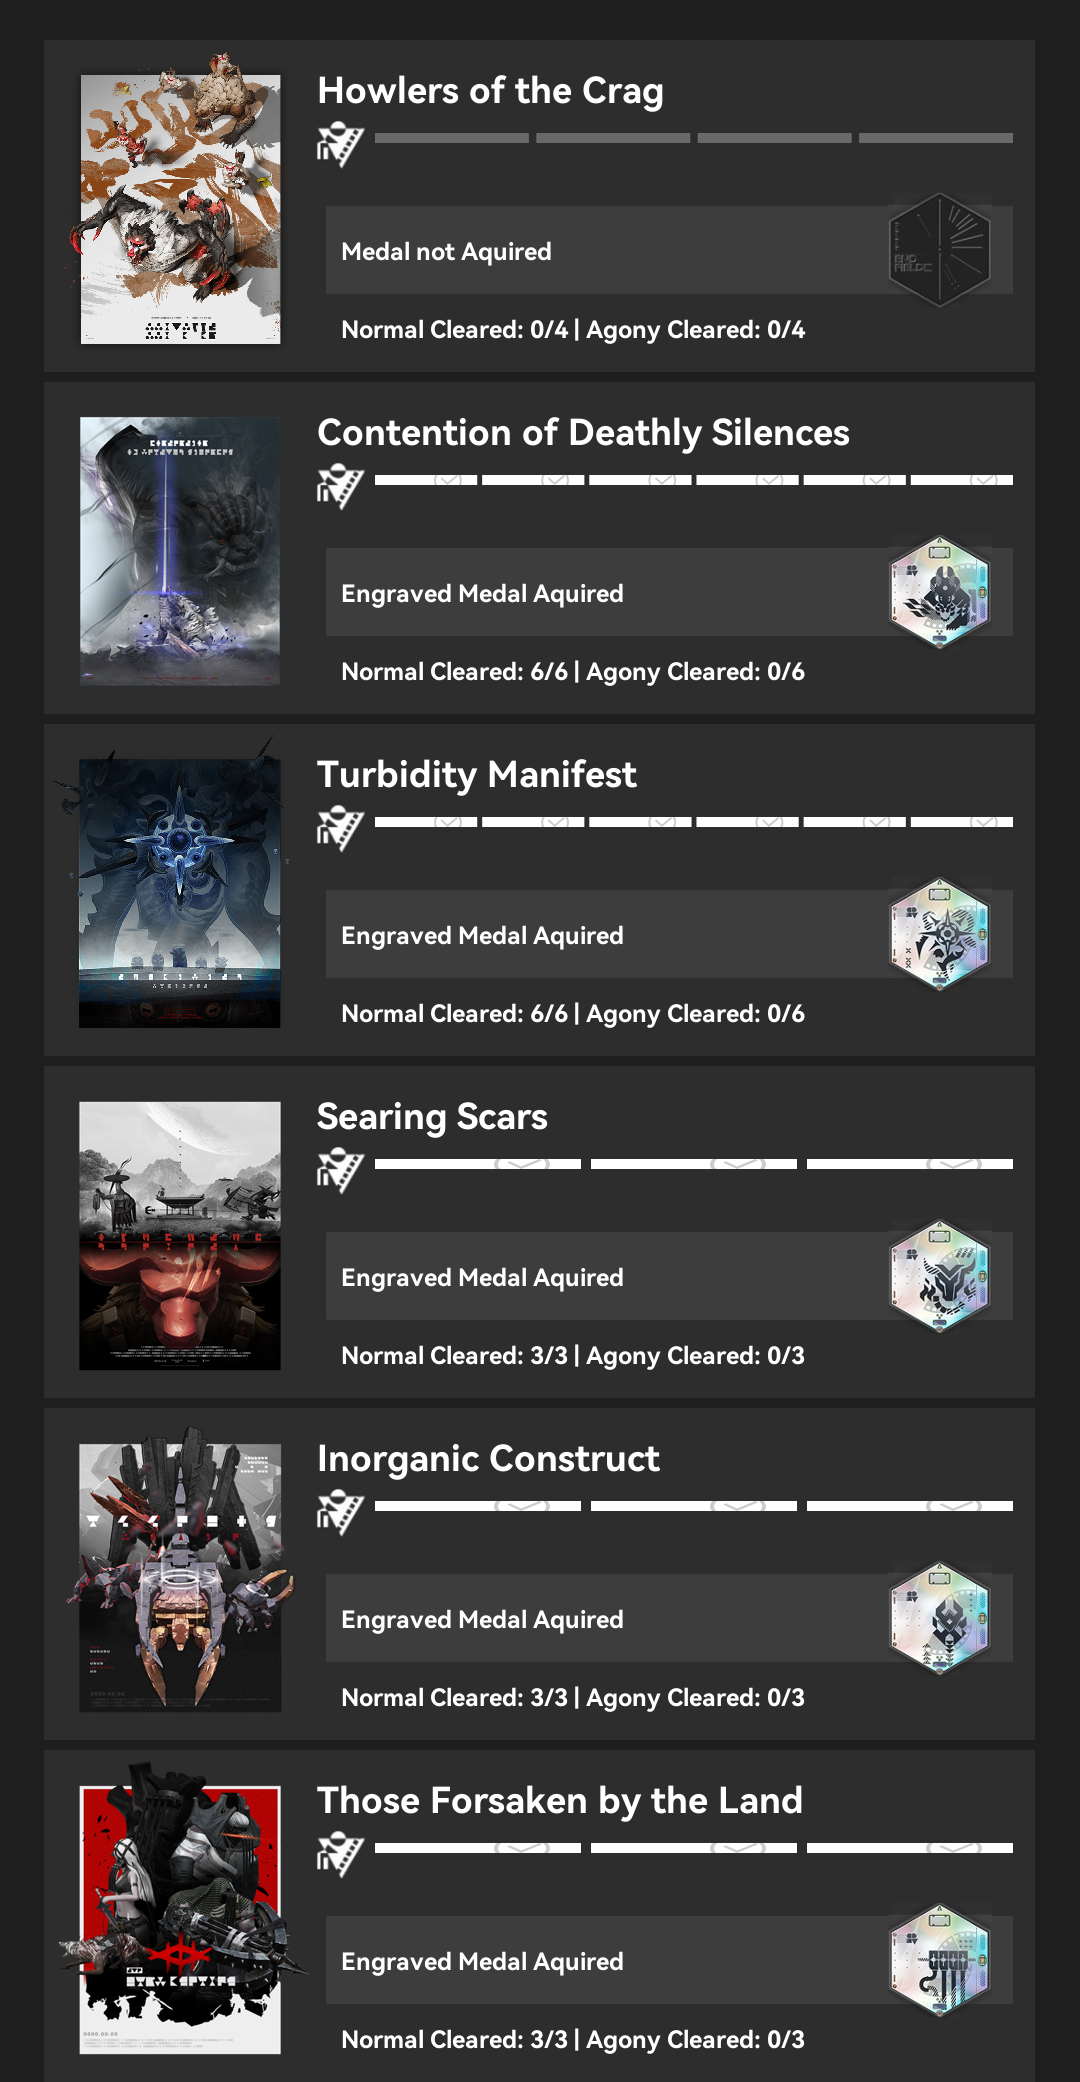 Howlers of the Crag
Medal not Aquired
Normal Cleared: 0/4 | Agony Cleared: 0/4
Contention of Deathly Silences
Engraved Medal Aquired
Normal Cleared: 6/6 | Agony Cleared: 0/6
Turbidity Manifest
Engraved Medal Aquired
Normal Cleared: 6/6 | Agony Cleared: 0/6
Searing Scars
Engraved Medal Aquired
Normal Cleared: 3/3 | Agony Cleared: 0/3
Inorganic Construct
Engraved Medal Aquired
Normal Cleared: 3/3 | Agony Cleared: 0/3
Those Forsaken by the Land
Engraved Medal Aquired
Normal Cleared: 3/3 | Agony Cleared: 0/3